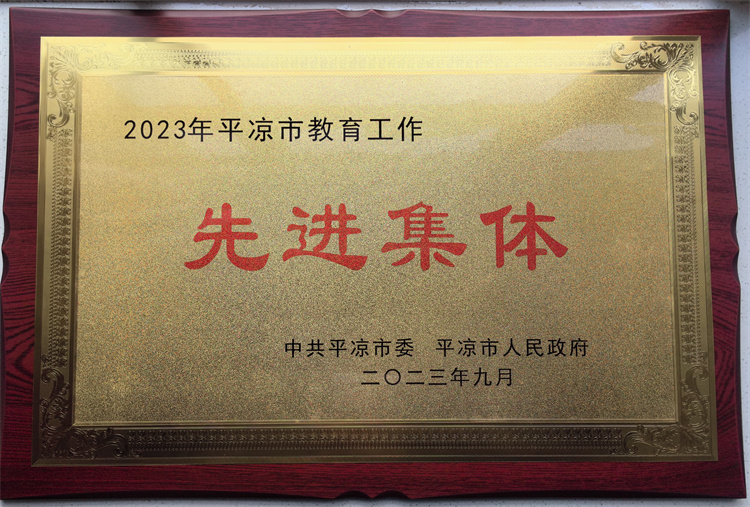 2023年平凉市教育工作
先进集体
中共平凉市委 平凉市人民政府
二〇二三年九月